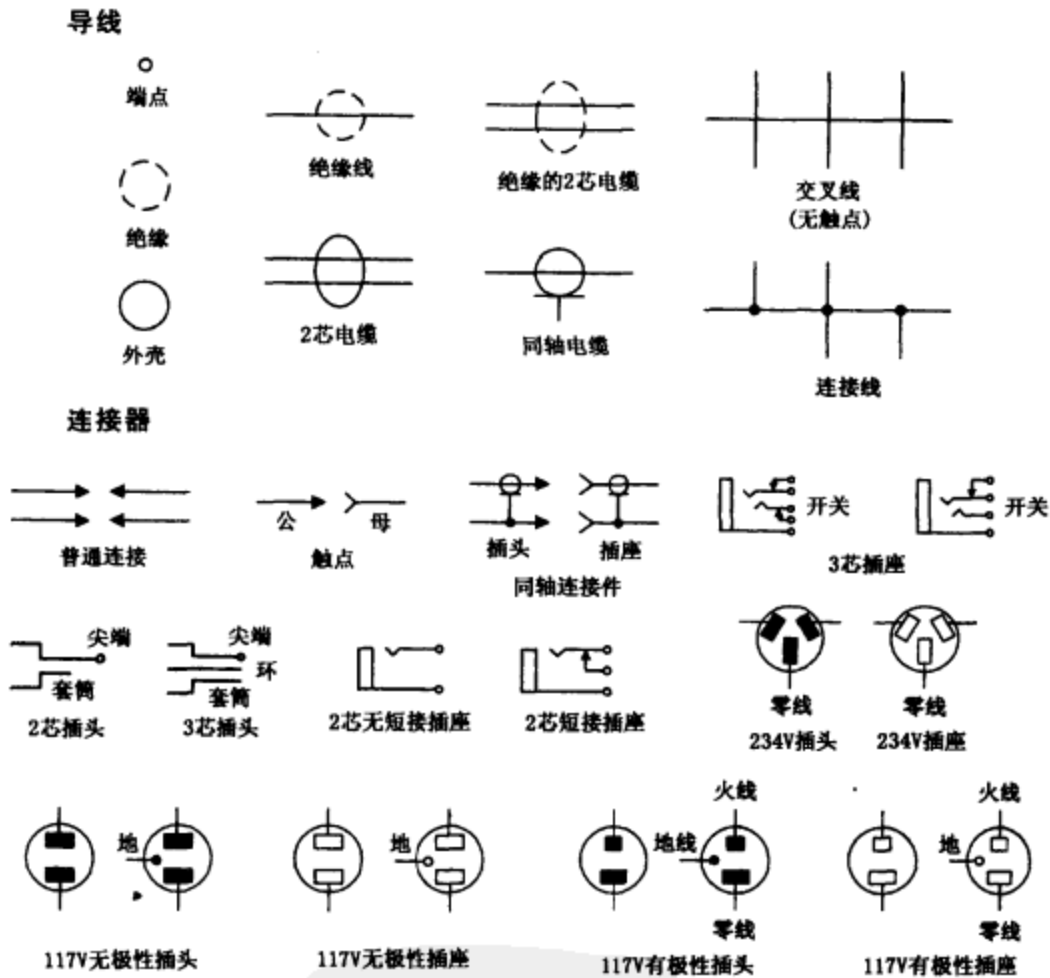 导线
端点
绝缘线
绝缘的2芯电缆
交叉线
(无触点)
绝缘
外壳
2芯电缆
同轴电缆
连接线
连接器
普通连接
公
母
触点
插头
插座
同轴连接件
开关
开关
3芯插座
尖端
套筒
2芯插头
尖端
环
套筒
3芯插头
2芯无短接插座
2芯短接插座
零线
234V插头
零线
234V插座
地
117V无极性插头
地
117V无极性插座
火线
地线
零线
117V有极性插头
火线
地
零线
117V有极性插座